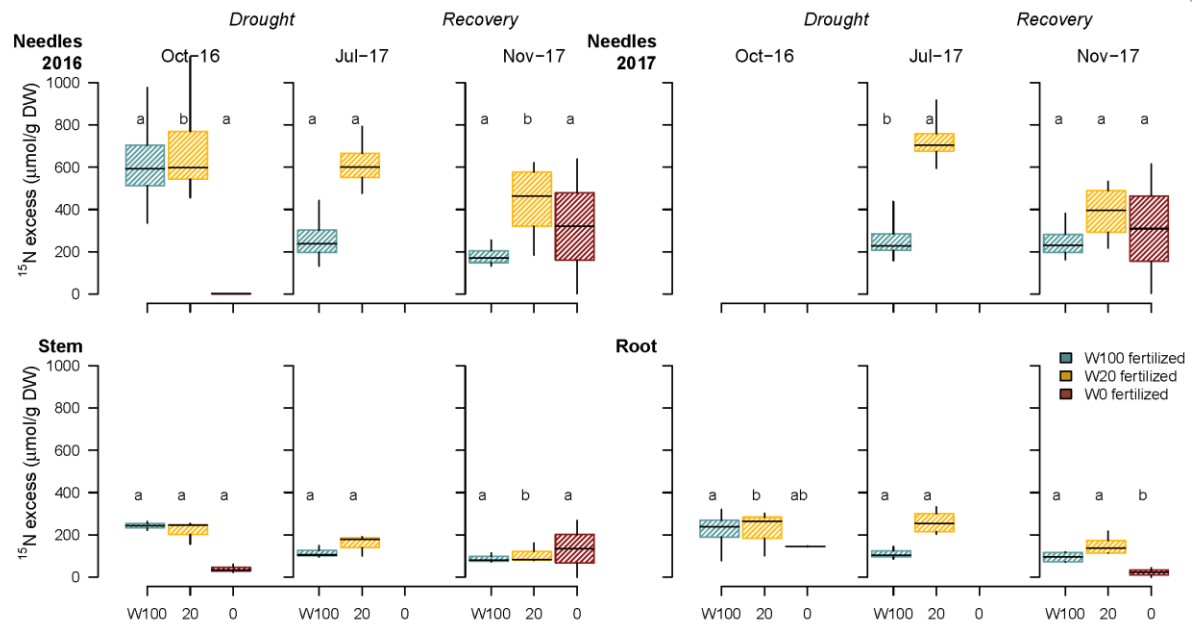 Drought Recovery Drought Recovery
Needles 2016 Needles 2017
Oct–16 Jul–17 Nov–17 Oct–16 Jul–17 Nov–17
1000
800
a b a a a a b a b a a a a
600
400
200
0
15N excess (μmol/g DW)
Stem Root
1000
W100 fertilized
W20 fertilized
W0 fertilized
800
600
400
a a a a a a b a a b ab a a a a b
200
0
15N excess (μmol/g DW)
W100 20 0 W100 20 0 W100 20 0 W100 20 0 W100 20 0 W100 20 0